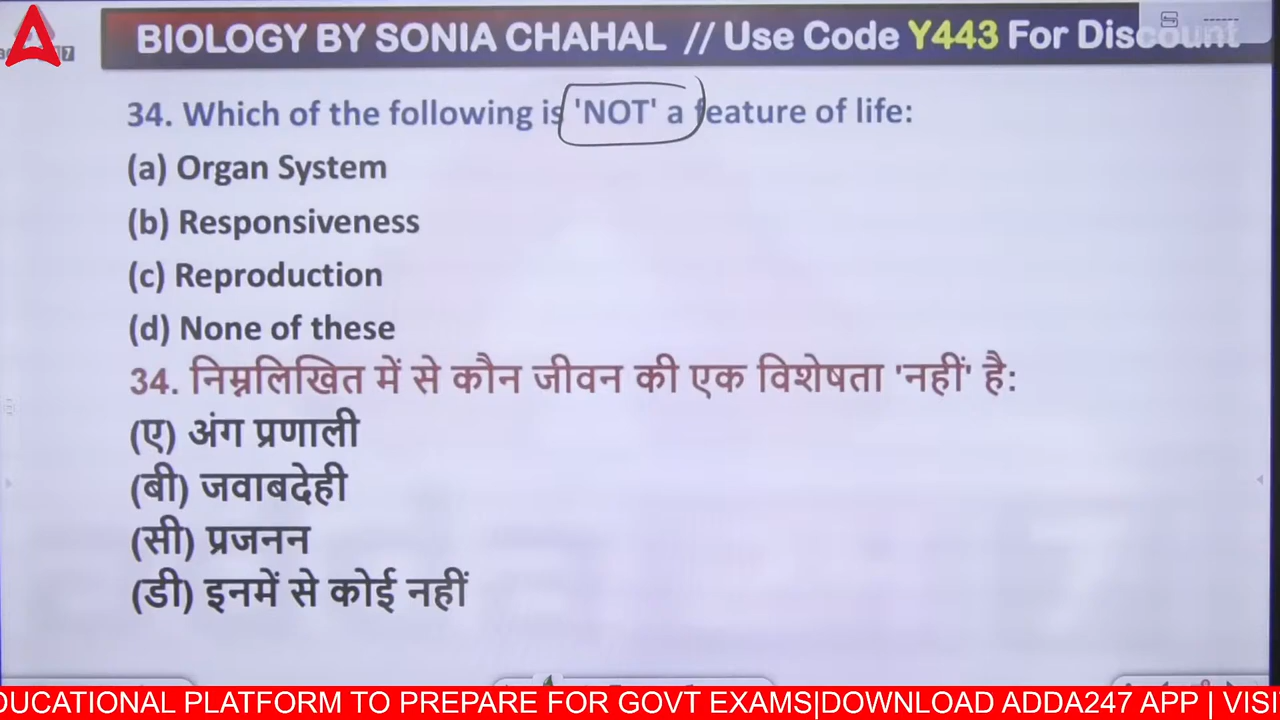 BIOLOGY BY SONIA CHAHAL // Use Code Y443 For Discount
34. Which of the following is 'NOT' a feature of life:
(a) Organ System
(b) Responsiveness
(c) Reproduction
(d) None of these
34. निम्नलिखित में से कौन जीवन की एक विशेषता 'नहीं' है:
(ए) अंग प्रणाली
(बी) जवाबदेही
(सी) प्रजनन
(डी) इनमें से कोई नहीं
DUCATIONAL PLATFORM TO PREPARE FOR GOVT EXAMS|DOWNLOAD ADDA247 APP | VISI